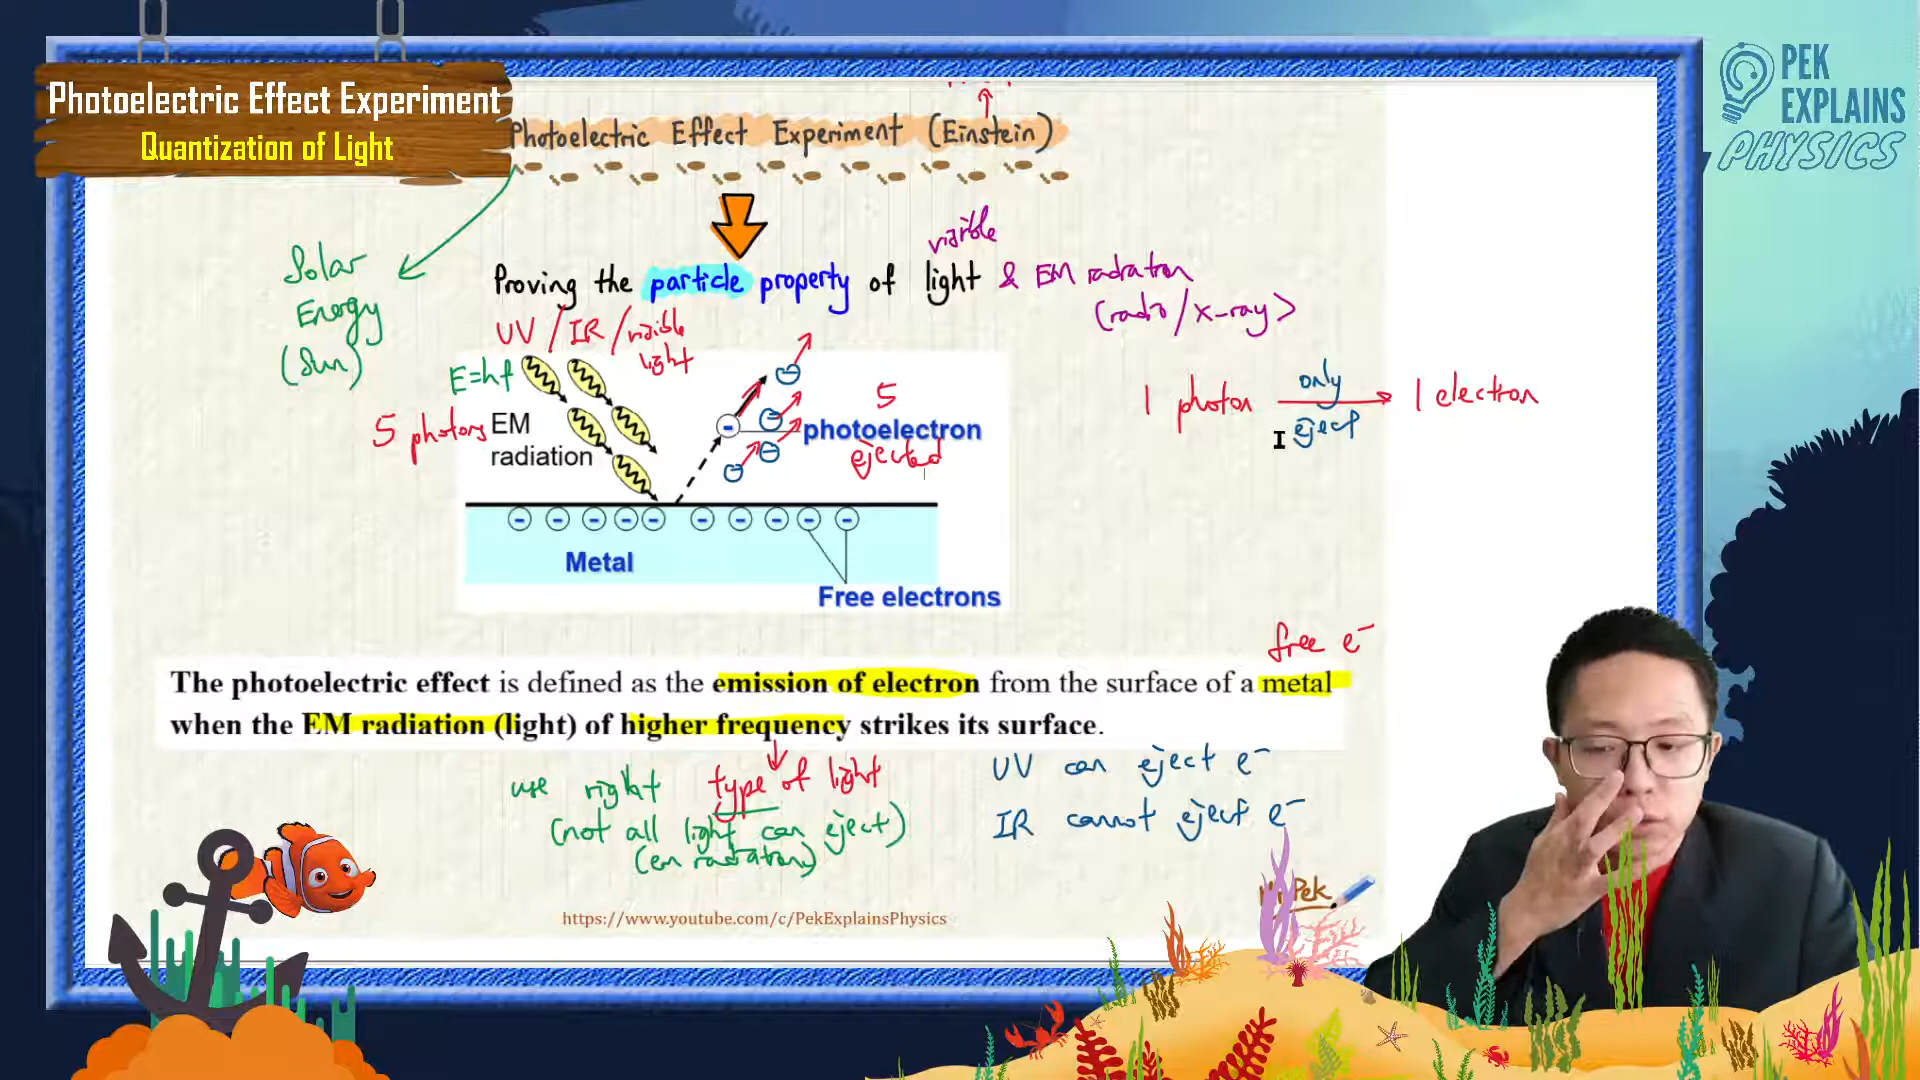 Photoelectric Effect Experiment
Quantization of Light
PEK
EXPLAINS
PHYSICS
Photoelectric Effect Experiment (Einstein)
Solar
Energy
(Sun)
visible
Proving the particle property of light & EM radiation
(radio/x-ray)
UV / IR / visible
light
E=hf
5 photons
EM
radiation
5
photoelectron
ejected
1 photon only eject 1 electron
Metal
Free electrons
free e⁻
The photoelectric effect is defined as the emission of electron from the surface of a metal
when the EM radiation (light) of higher frequency strikes its surface.
use right type of light
(not all light can eject)
(em radiation)
UV can eject e⁻
IR cannot eject e⁻
Pek
https://www.youtube.com/c/PekExplainsPhysics